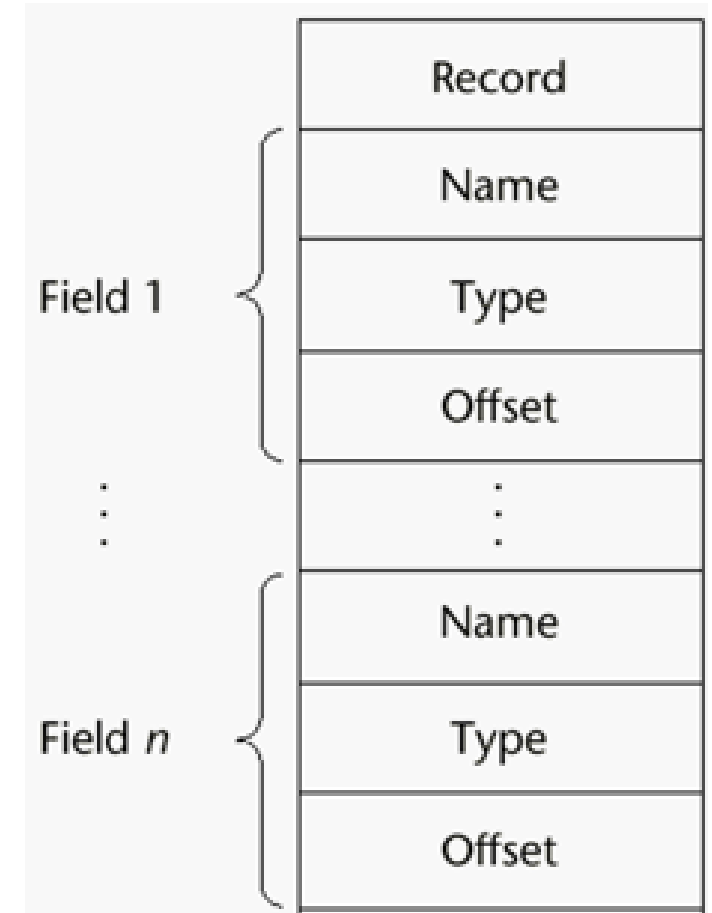 Record
Name
Field 1
Type
Offset
⋮ ⋮
Name
Field n
Type
Offset